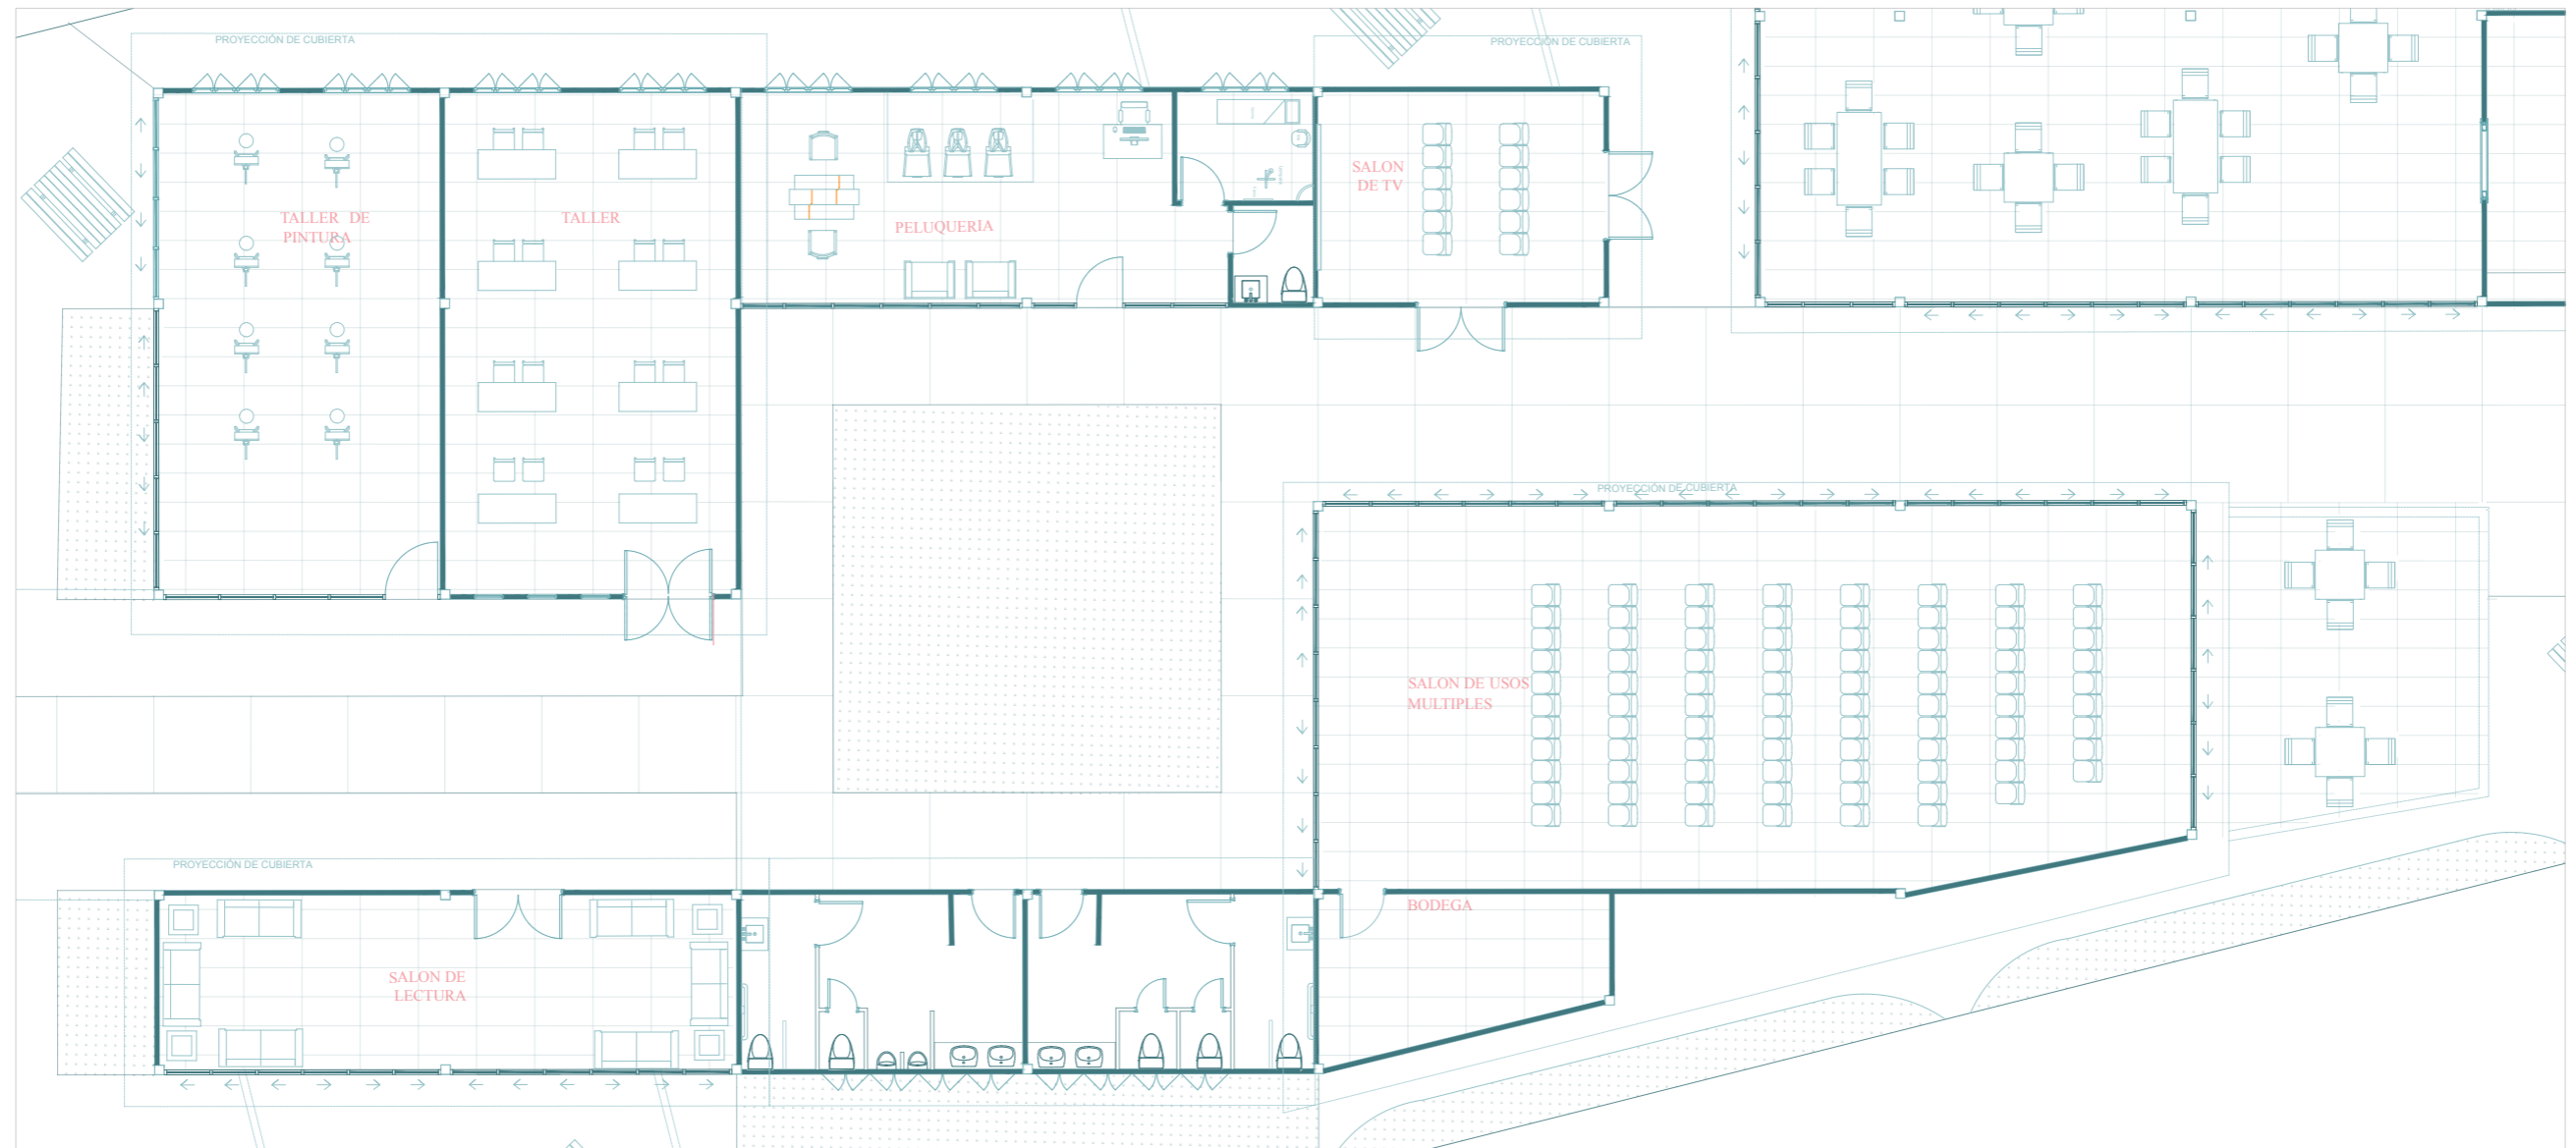 PROYECCIÓN DE CUBIERTA
PROYECCIÓN DE CUBIERTA
TALLER DE
PINTURA
TALLER
PELUQUERIA
SALON
DE TV
PROYECCIÓN DE CUBIERTA
SALON DE USOS
MULTIPLES
PROYECCIÓN DE CUBIERTA
BODEGA
SALON DE
LECTURA